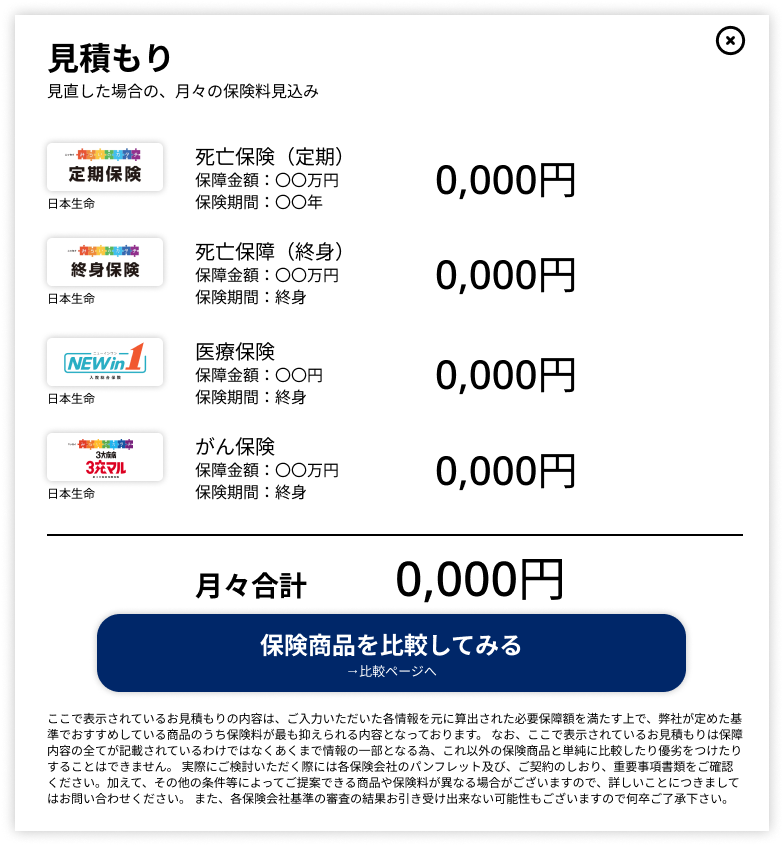 見積もり
見直した場合の、月々の保険料見込み
定期保険
日本生命
死亡保険（定期）
保障金額：〇〇万円
保険期間：〇〇年
0,000円
終身保険
日本生命
死亡保障（終身）
保障金額：〇〇万円
保険期間：終身
0,000円
ニューインワン
NEWin1
日本生命
医療保険
保障金額：〇〇円
保険期間：終身
0,000円
3大疾病
3充マル
日本生命
がん保険
保障金額：〇〇万円
保険期間：終身
0,000円
月々合計
0,000円
保険商品を比較してみる
→比較ページへ
ここで表示されているお見積もりの内容は、ご入力いただいた各情報を元に算出された必要保障額を満たす上で、弊社が定めた基
準でおすすめしている商品のうち保険料が最も抑えられる内容となっております。 なお、ここで表示されているお見積もりは保障
内容の全てが記載されているわけではなくあくまで情報の一部となる為、これ以外の保険商品と単純に比較したり優劣をつけたり
することはできません。 実際にご検討いただく際には各保険会社のパンフレット及び、ご契約のしおり、重要事項書類をご確認
ください。加えて、その他の条件等によってご提案できる商品や保険料が異なる場合がございますので、詳しいことにつきまして
はお問い合わせください。 また、各保険会社基準の審査の結果お引き受け出来ない可能性もございますので何卒ご了承下さい。